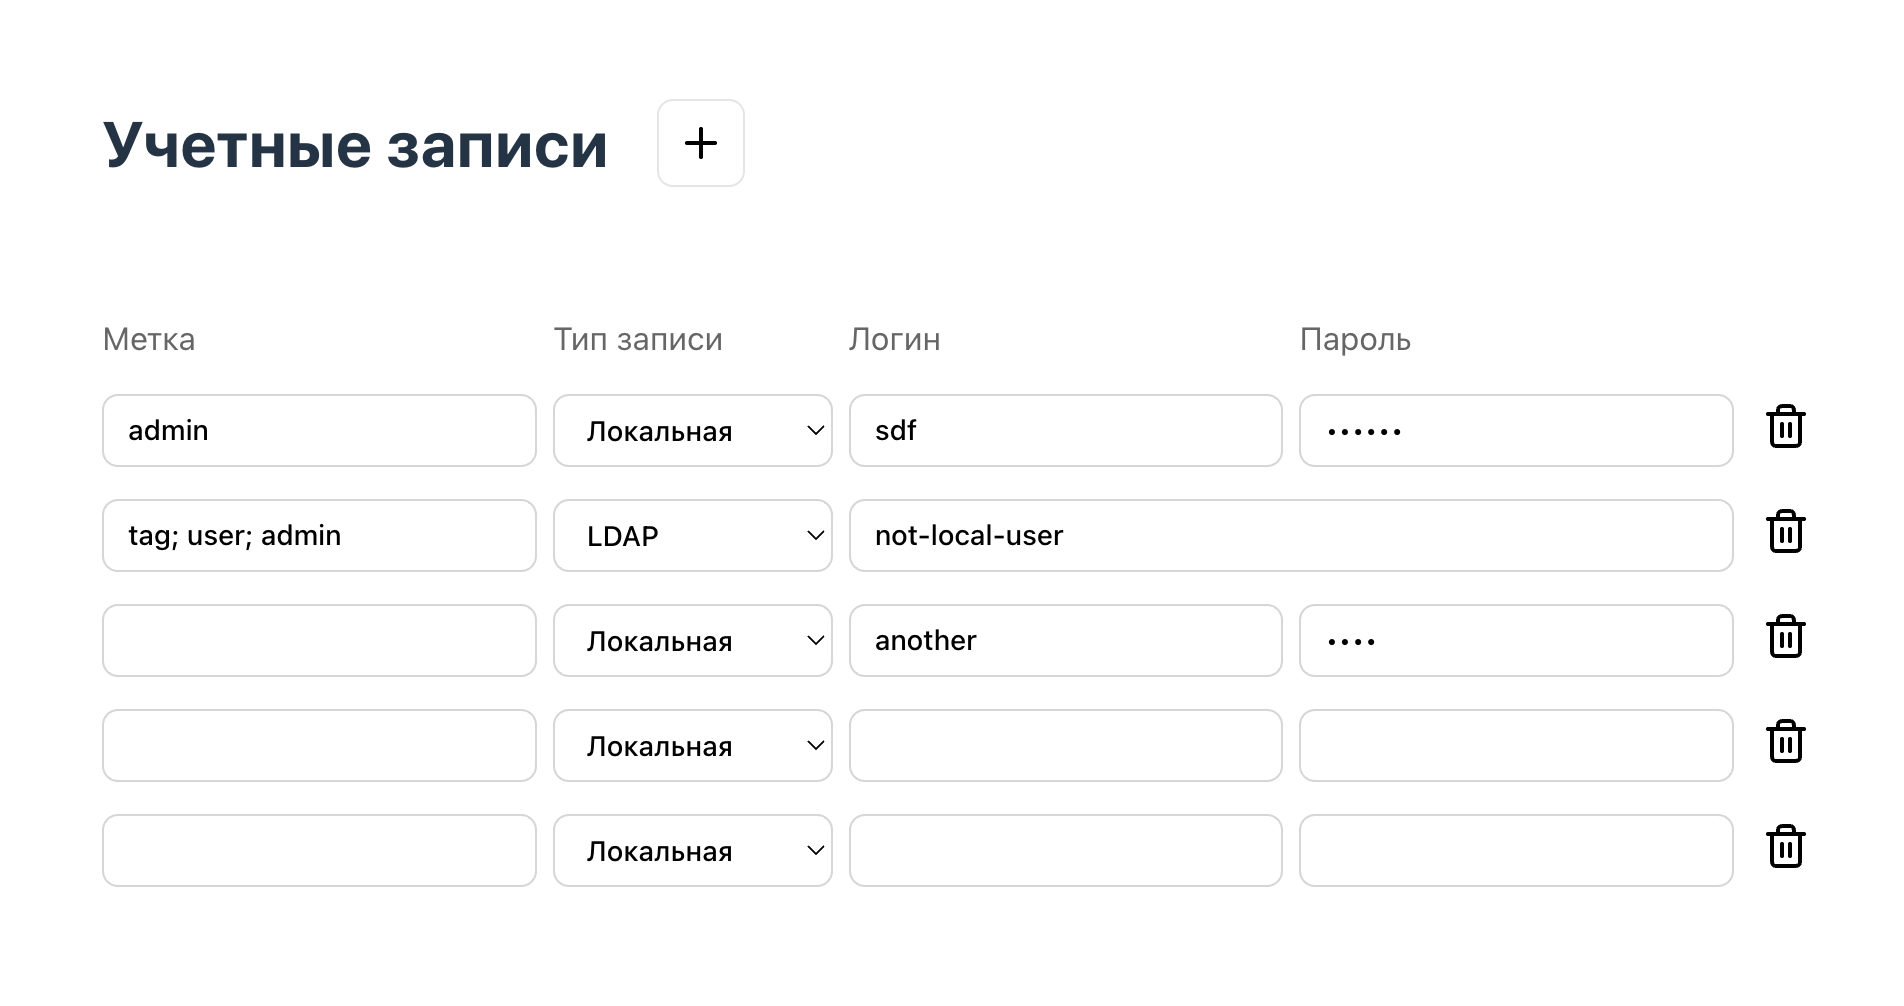 Учетные записи
Метка Тип записи Логин Пароль
admin Локальная sdf ••••••
tag; user; admin LDAP not-local-user
Локальная another ••••
Локальная
Локальная